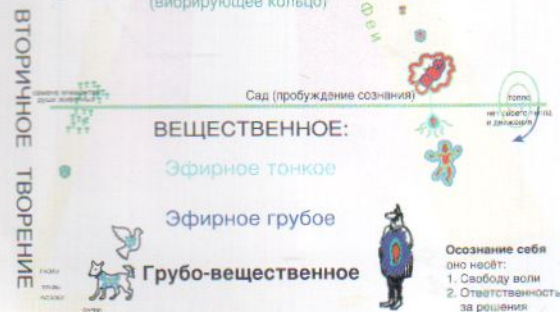 (вибрирующее кольцо)
Феи
Сад (пробуждение сознания)
ВТОРИЧНОЕ ТВОРЕНИЕ
ВЕЩЕСТВЕННОЕ:
Эфирное тонкое
Эфирное грубое
Грубо-вещественное
Осознание себя
оно несёт:
1. Свободу воли
2. Ответственность
за решения